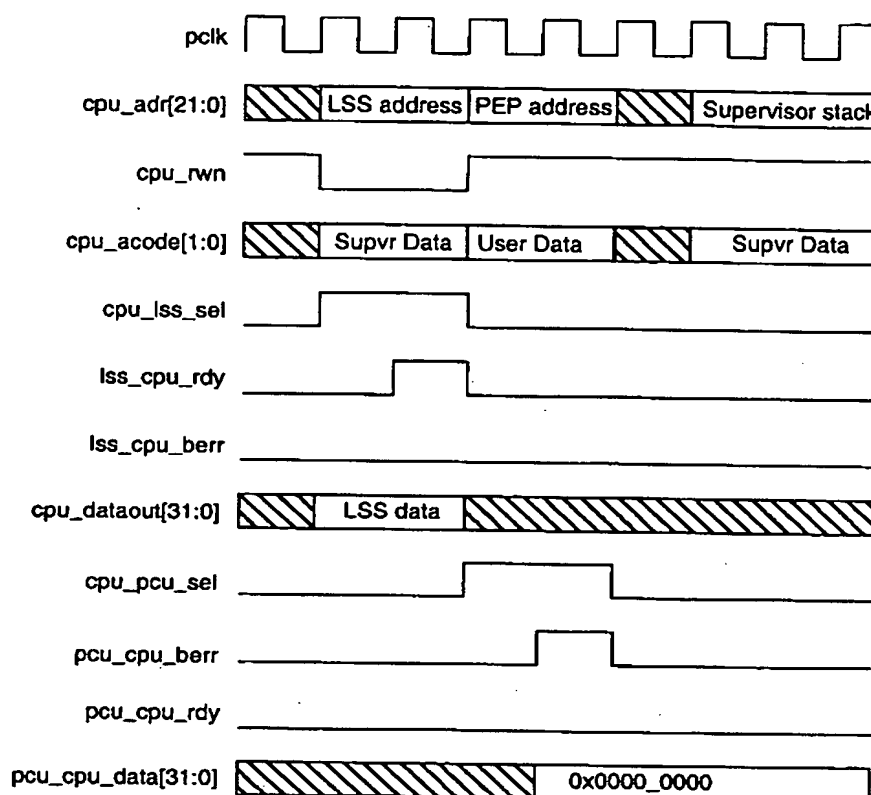 pclk
cpu_adr[21:0] LSS address PEP address Supervisor stack
cpu_rwn
cpu_acode[1:0] Supvr Data User Data Supvr Data
cpu_lss_sel
lss_cpu_rdy
lss_cpu_berr
cpu_dataout[31:0] LSS data
cpu_pcu_sel
pcu_cpu_berr
pcu_cpu_rdy
pcu_cpu_data[31:0] 0x0000_0000